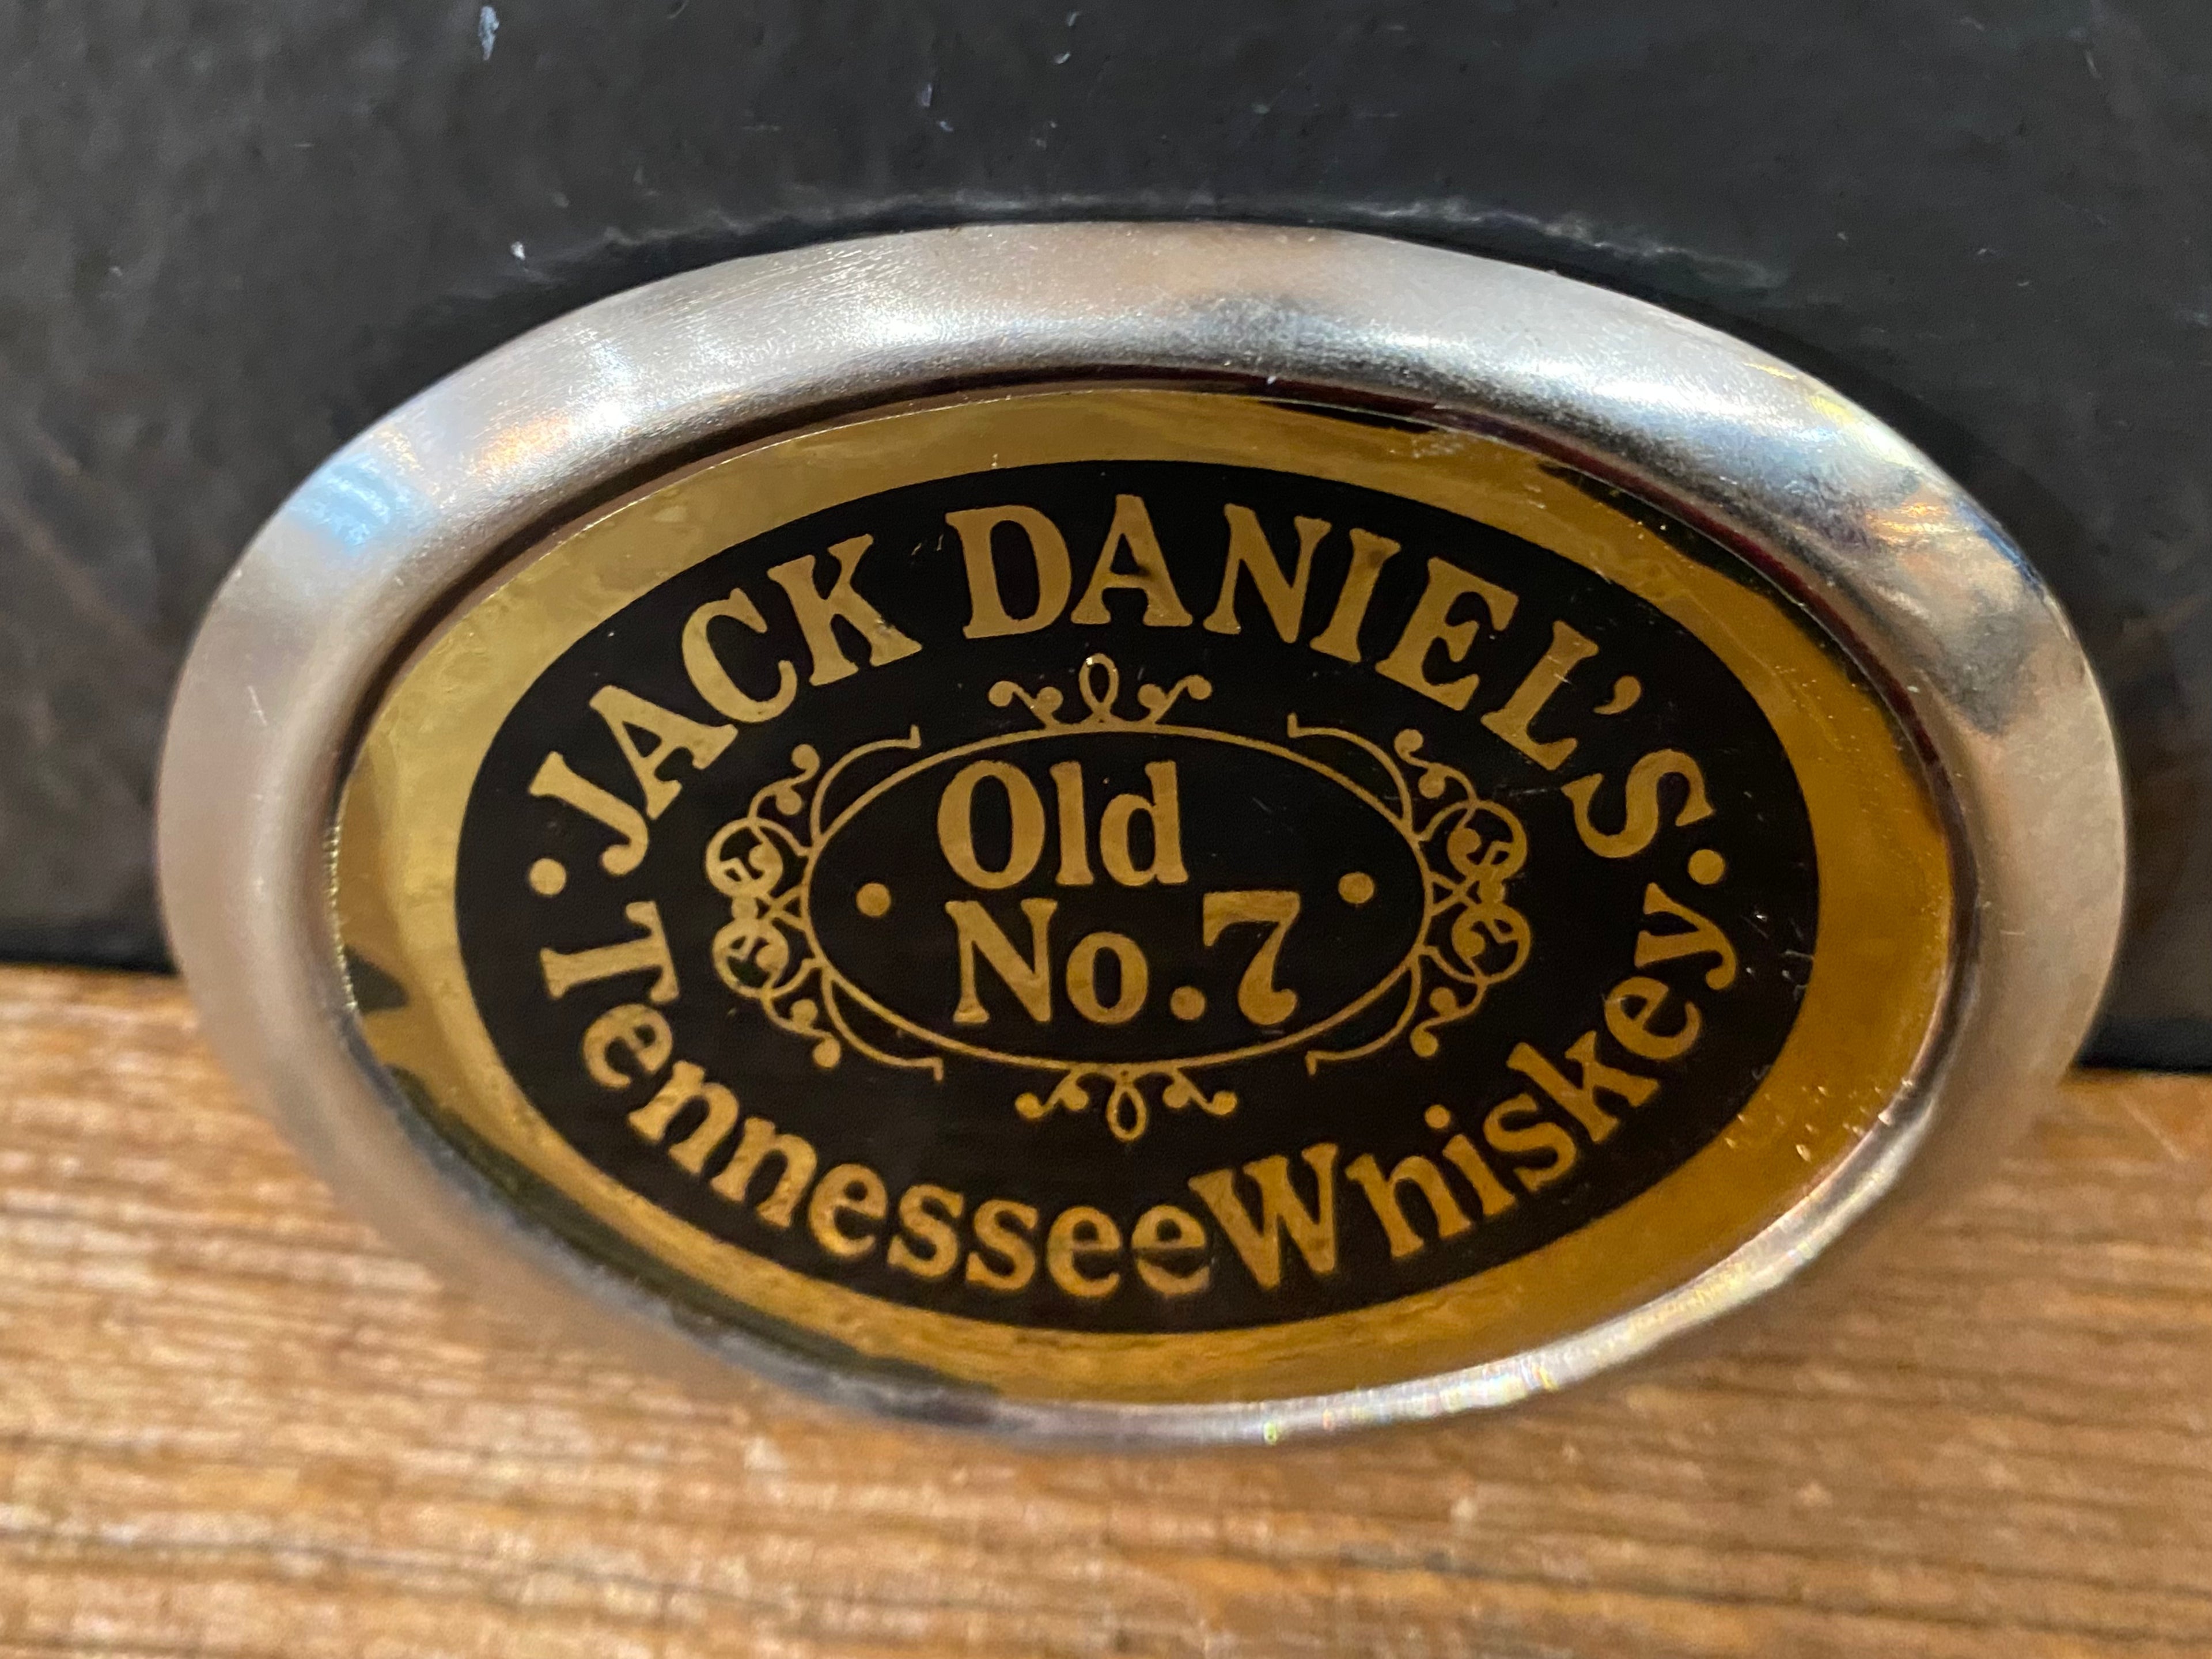 JACK DANIEL'S
Old
No.7
Tennessee Whiskey